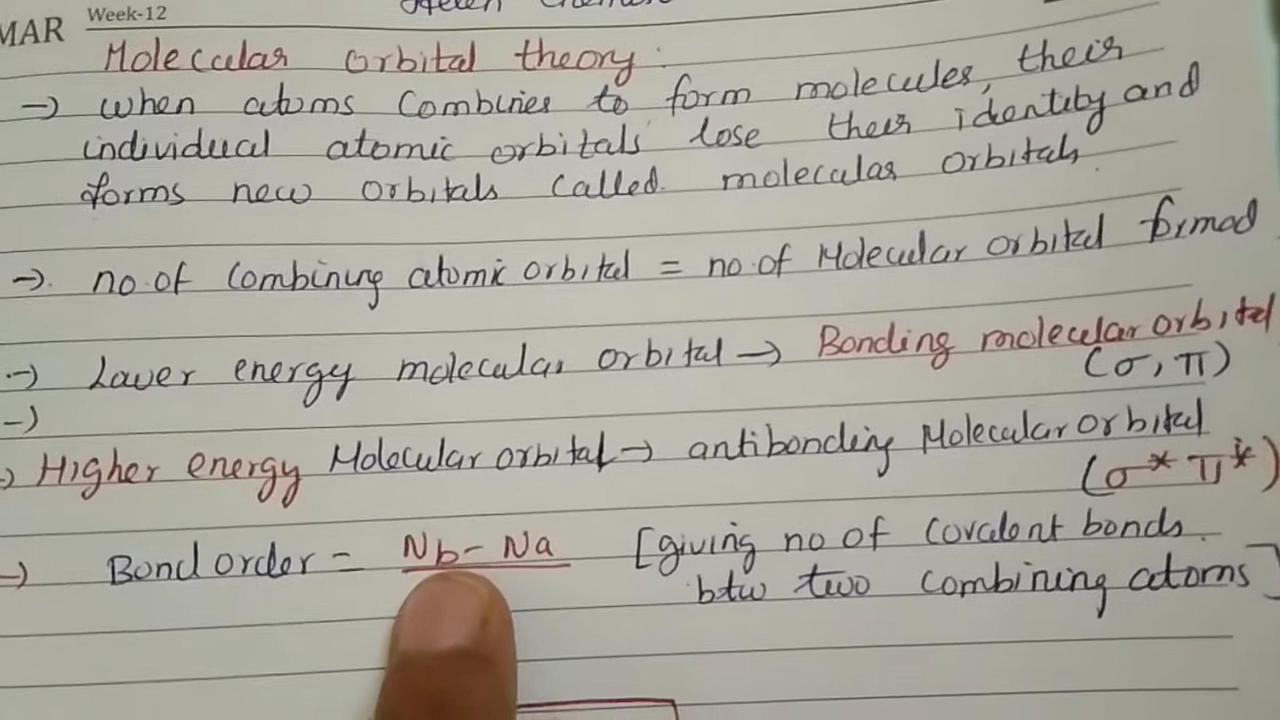 MAR Week-12
Molecular orbital theory :
→ when atoms Combines to form molecules, their
individual atomic orbitals lose their identity and
forms new orbitals called molecular orbitals.
→ no.of Combining atomic orbital = no.of Molecular orbital formed
→ Lower energy molecular orbital → Bonding molecular orbital
(σ, π)
→
→ Higher energy Molecular orbital → antibonding Molecular orbital
(σ* π*)
→ Bond order = Nb - Na [giving no of covalent bonds
btw two combining atoms]